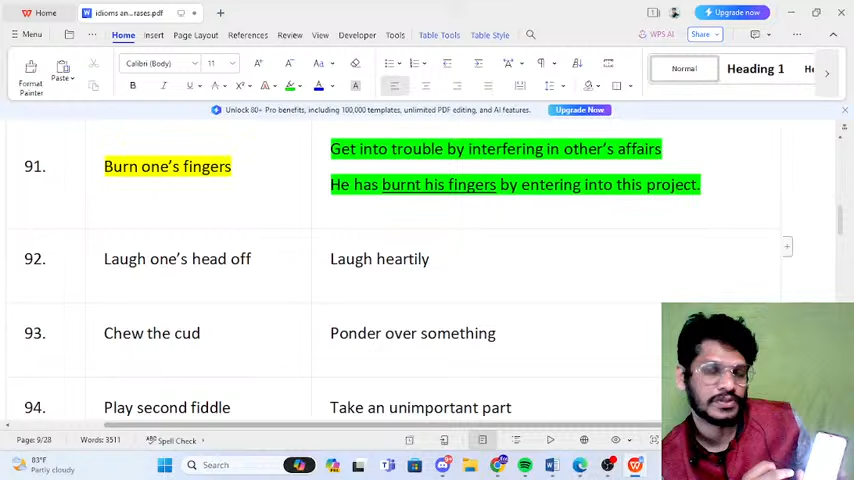 Home idioms an...rases.pdf Upgrade now
Menu Home Insert Page Layout References Review View Developer Tools Table Tools Table Style WPS AI Share
Format Painter Paste Calibri (Body) 11 Normal Heading 1
Unlock 80+ Pro benefits, including 100,000 templates, unlimited PDF editing, and AI features. Upgrade Now
91. Burn one's fingers Get into trouble by interfering in other's affairs
He has burnt his fingers by entering into this project.
92. Laugh one's head off Laugh heartily
93. Chew the cud Ponder over something
94. Play second fiddle Take an unimportant part
Page: 9/28 Words: 3511 Spell Check
83°F
Partly cloudy
Search